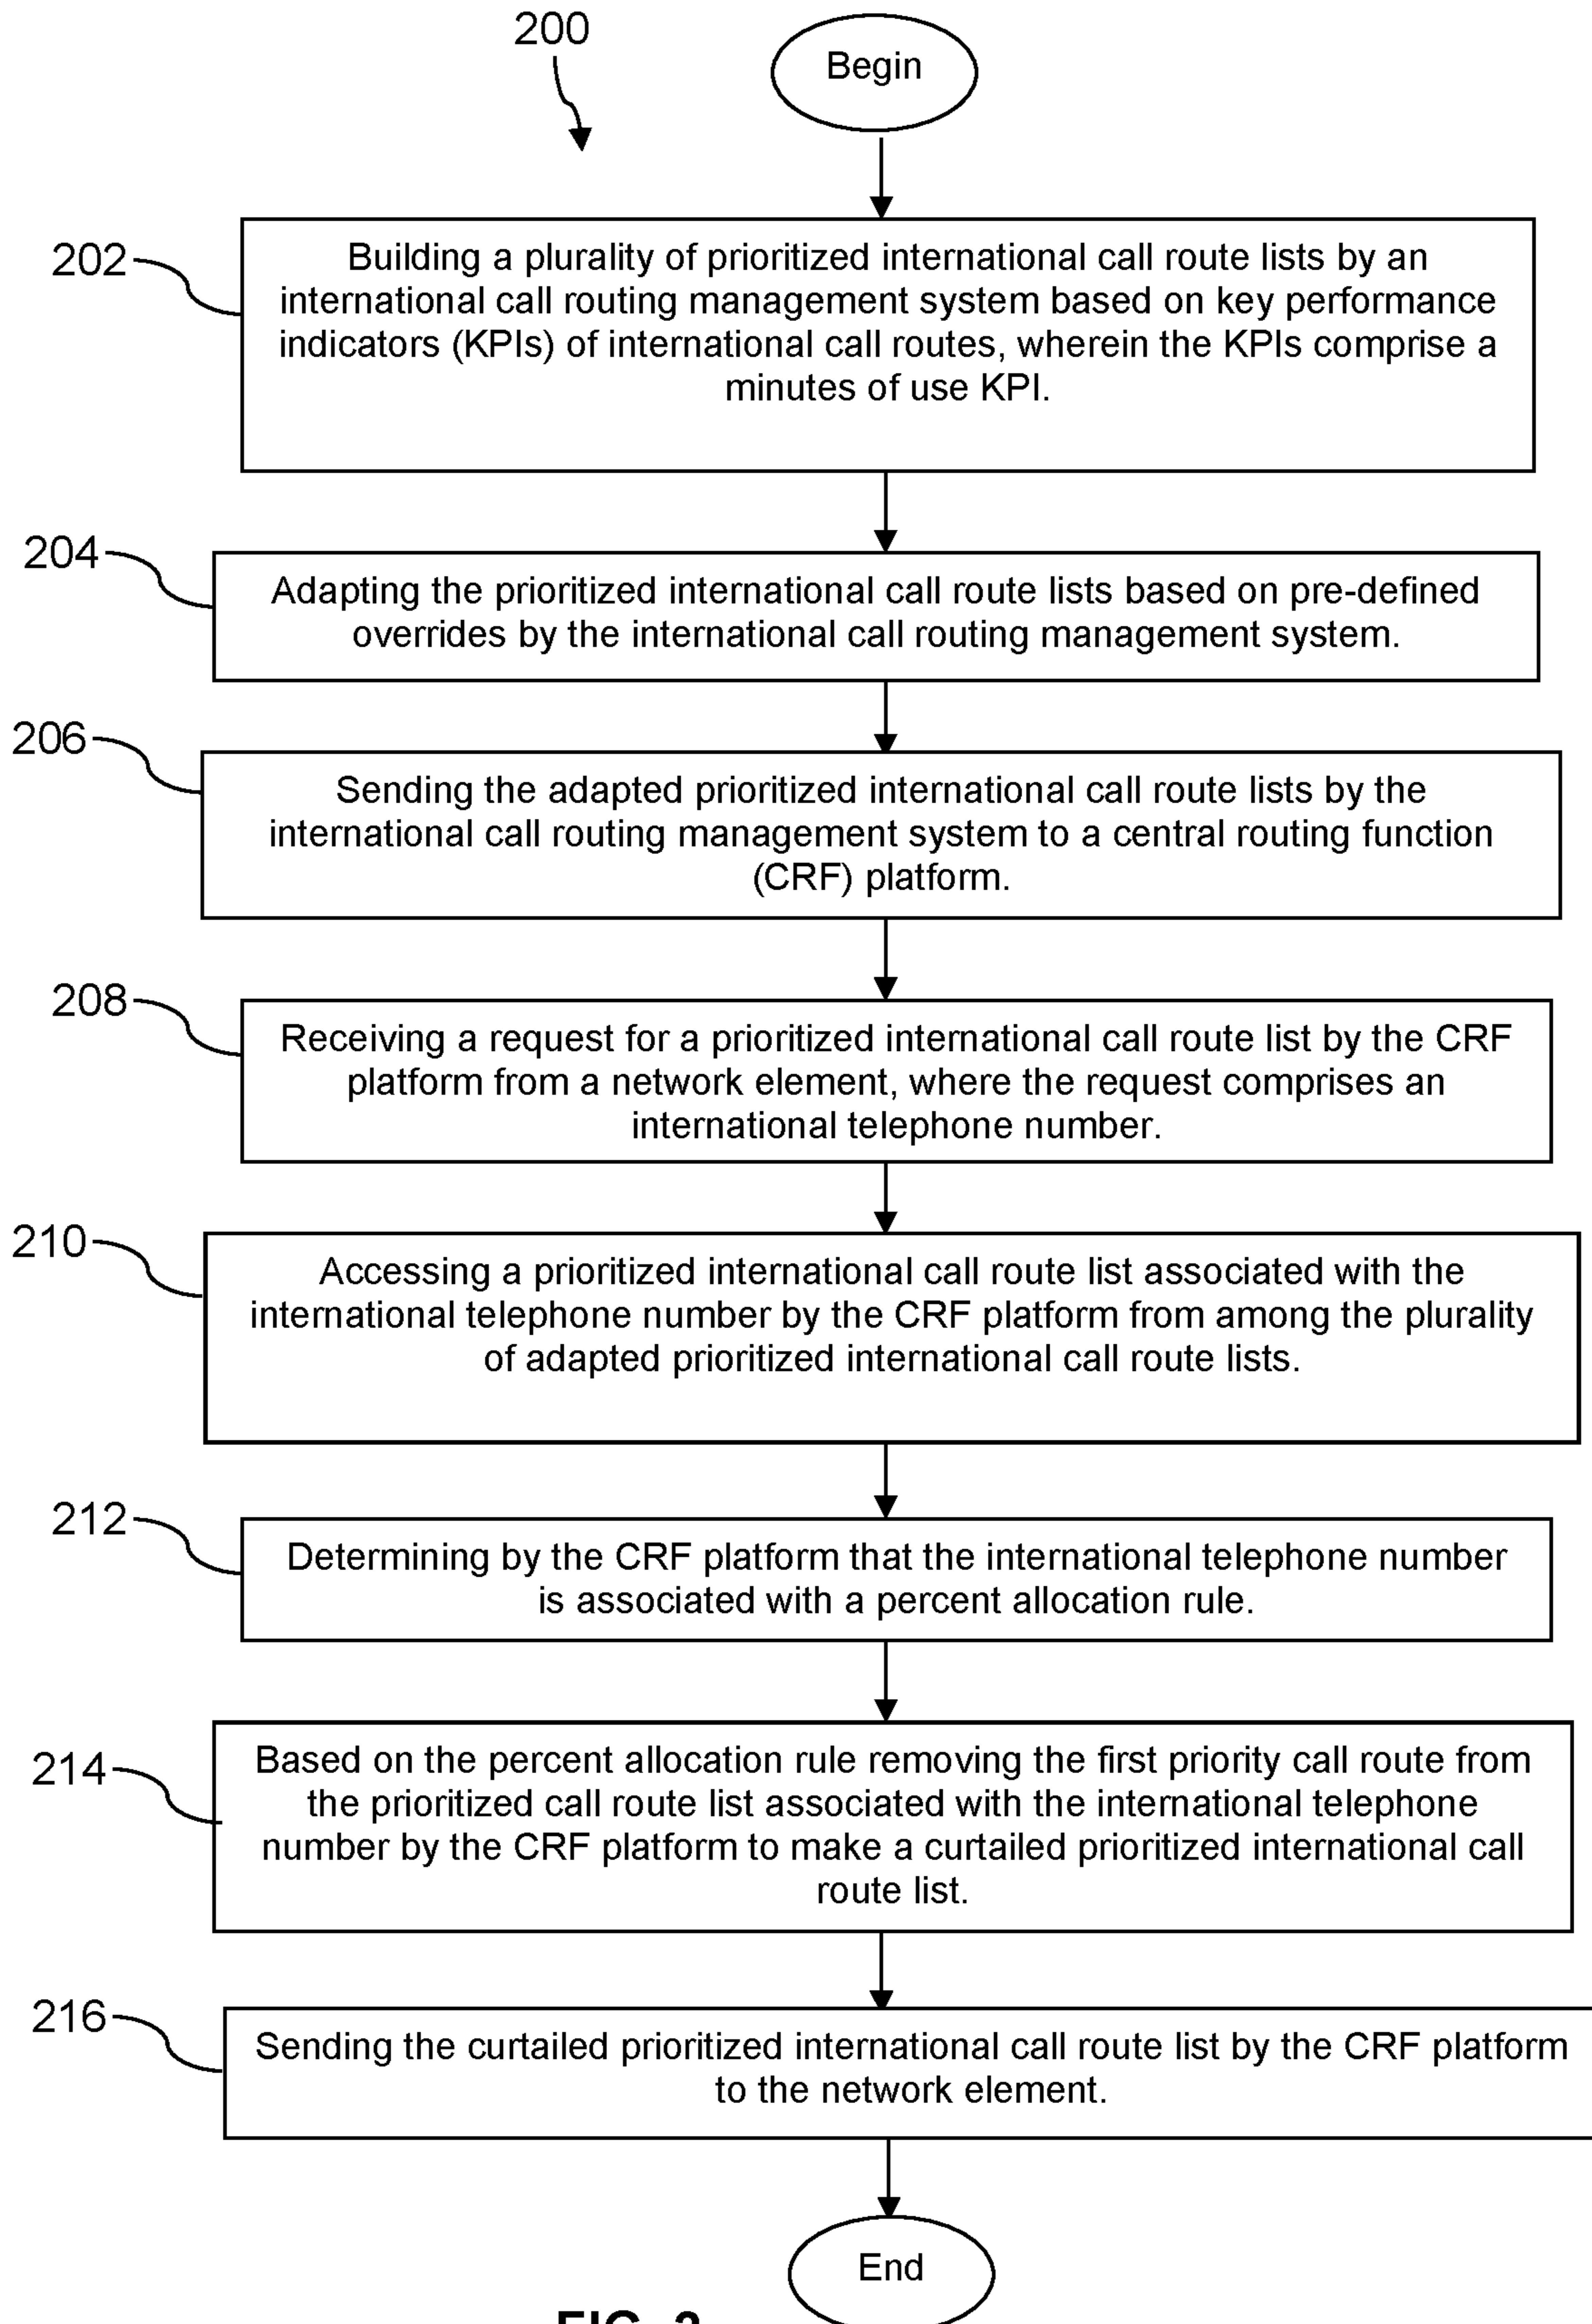 200
Begin
202
Building a plurality of prioritized international call route lists by an
international call routing management system based on key performance
indicators (KPIs) of international call routes, wherein the KPIs comprise a
minutes of use KPI.
204
Adapting the prioritized international call route lists based on pre-defined
overrides by the international call routing management system.
206
Sending the adapted prioritized international call route lists by the
international call routing management system to a central routing function
(CRF) platform.
208
Receiving a request for a prioritized international call route list by the CRF
platform from a network element, where the request comprises an
international telephone number.
210
Accessing a prioritized international call route list associated with the
international telephone number by the CRF platform from among the plurality
of adapted prioritized international call route lists.
212
Determining by the CRF platform that the international telephone number
is associated with a percent allocation rule.
214
Based on the percent allocation rule removing the first priority call route from
the prioritized call route list associated with the international telephone
number by the CRF platform to make a curtailed prioritized international call
route list.
216
Sending the curtailed prioritized international call route list by the CRF platform
to the network element.
End
FIG.